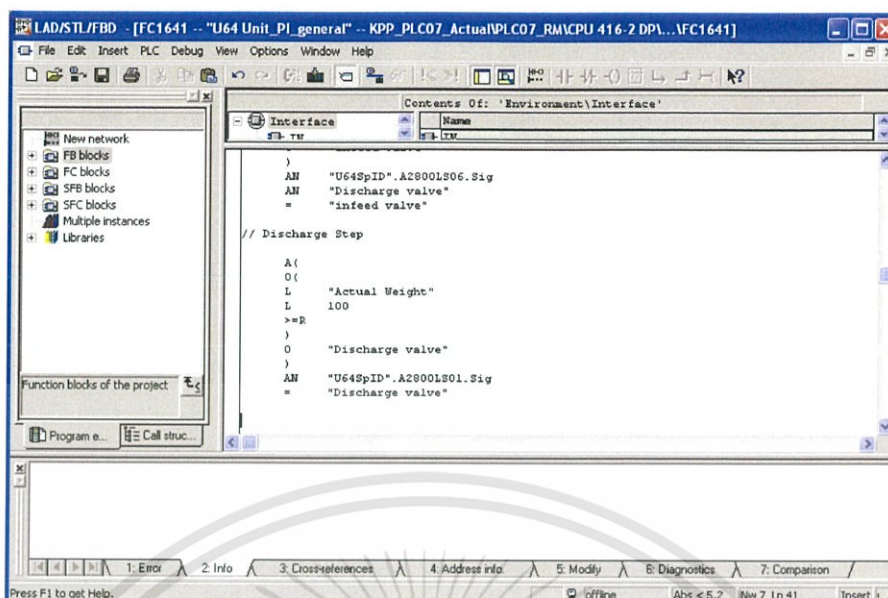 LAD/STL/FBD - [FC1641 -- "U64 Unit_PI_general" -- KPP_PLC07_Actual\PLC07_RM\CPU 416-2 DP\...\FC1641]
File Edit Insert PLC Debug View Options Window Help
Contents Of: 'Environment\Interface'
Interface
Name
IN
IN
New network
FB blocks
FC blocks
SFB blocks
SFC blocks
Multiple instances
Libraries
)
AN "U64SpID".A2800LS06.Sig
AN "Discharge valve"
= "infeed valve"
// Discharge Step
A(
O(
L "Actual Weight"
L 100
>=R
)
O "Discharge valve"
)
AN "U64SpID".A2800LS01.Sig
= "Discharge valve"
Function blocks of the project
Program e...
Call struc...
1: Error 2: Info 3: Cross-references 4: Address info. 5: Modify 6: Diagnostics 7: Comparison
Press F1 to get Help.
offline
Abs < 5.2
Nw 7 Ln 41
Insert